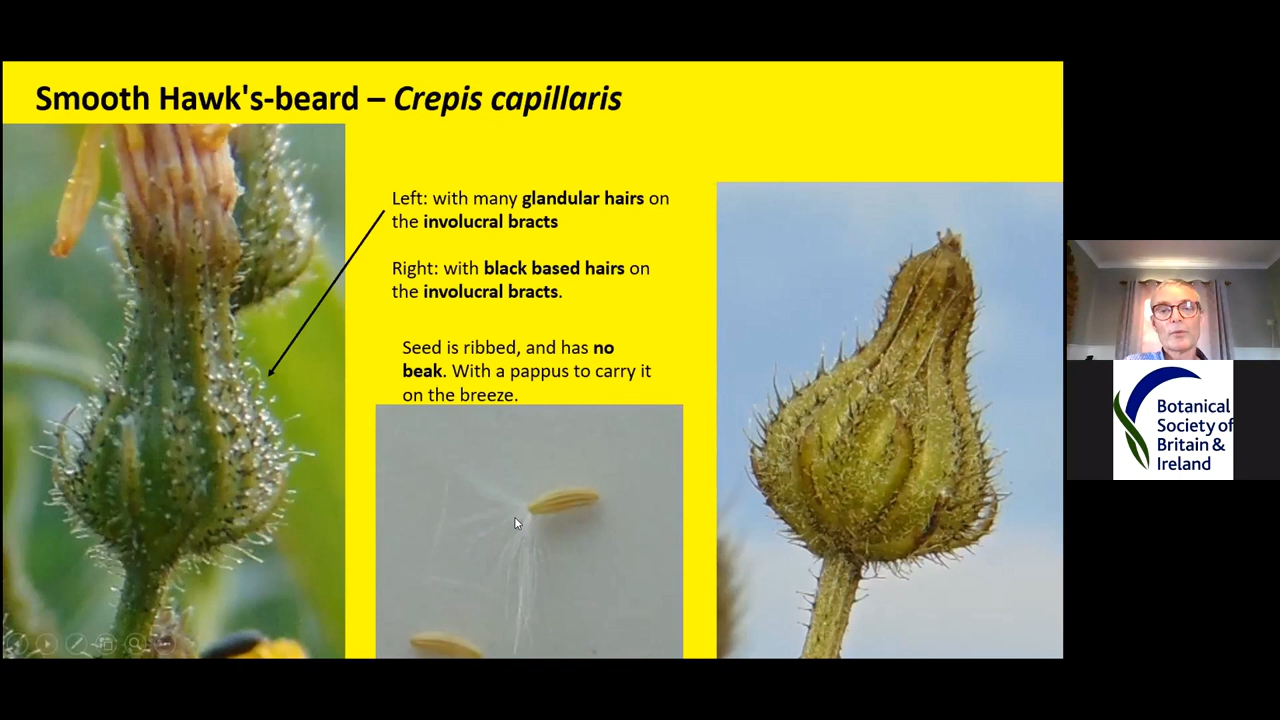 Smooth Hawk's-beard – Crepis capillaris
Left: with many glandular hairs on
the involucral bracts
Right: with black based hairs on
the involucral bracts.
Seed is ribbed, and has no
beak. With a pappus to carry it
on the breeze.
Botanical
Society of
Britain &
Ireland